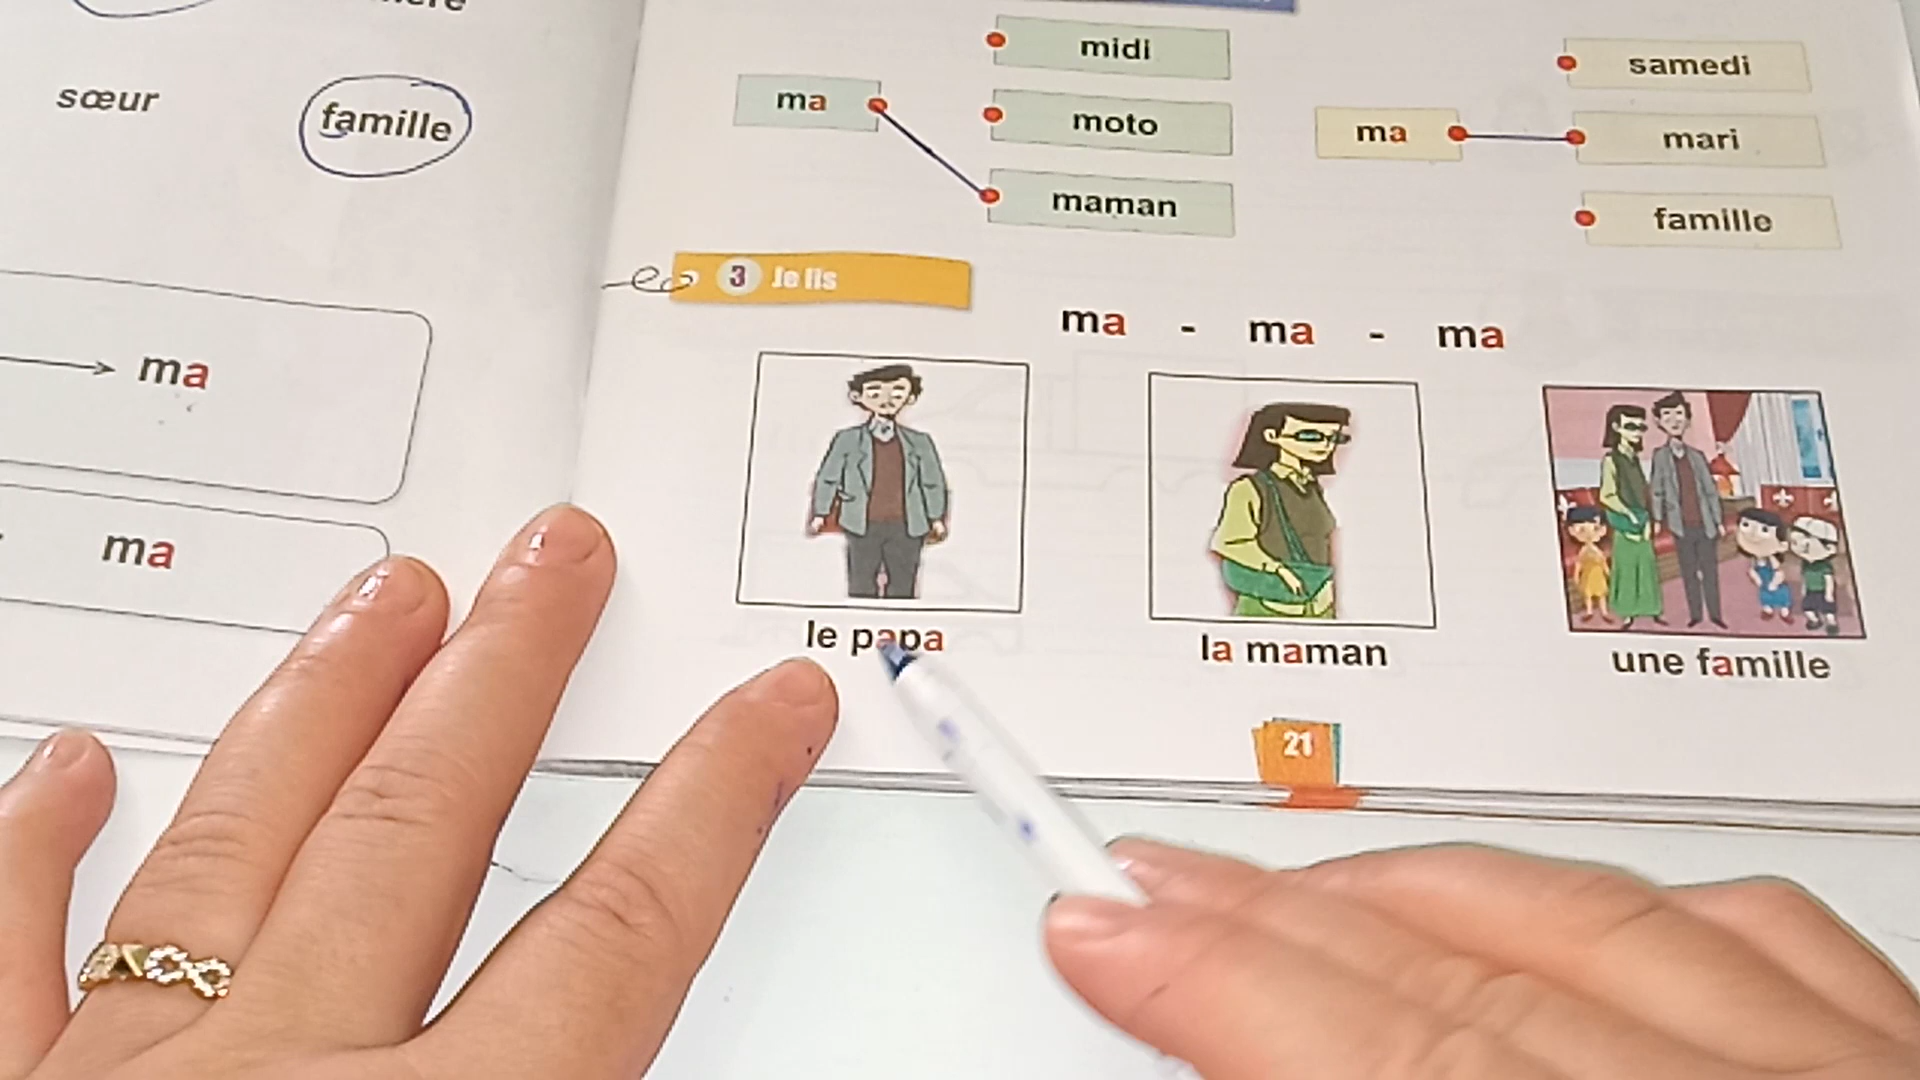 sœur famille
ma
ma
midi
ma moto
maman
samedi
ma mari
famille
3 Je lis
ma - ma - ma
le papa la maman une famille
21